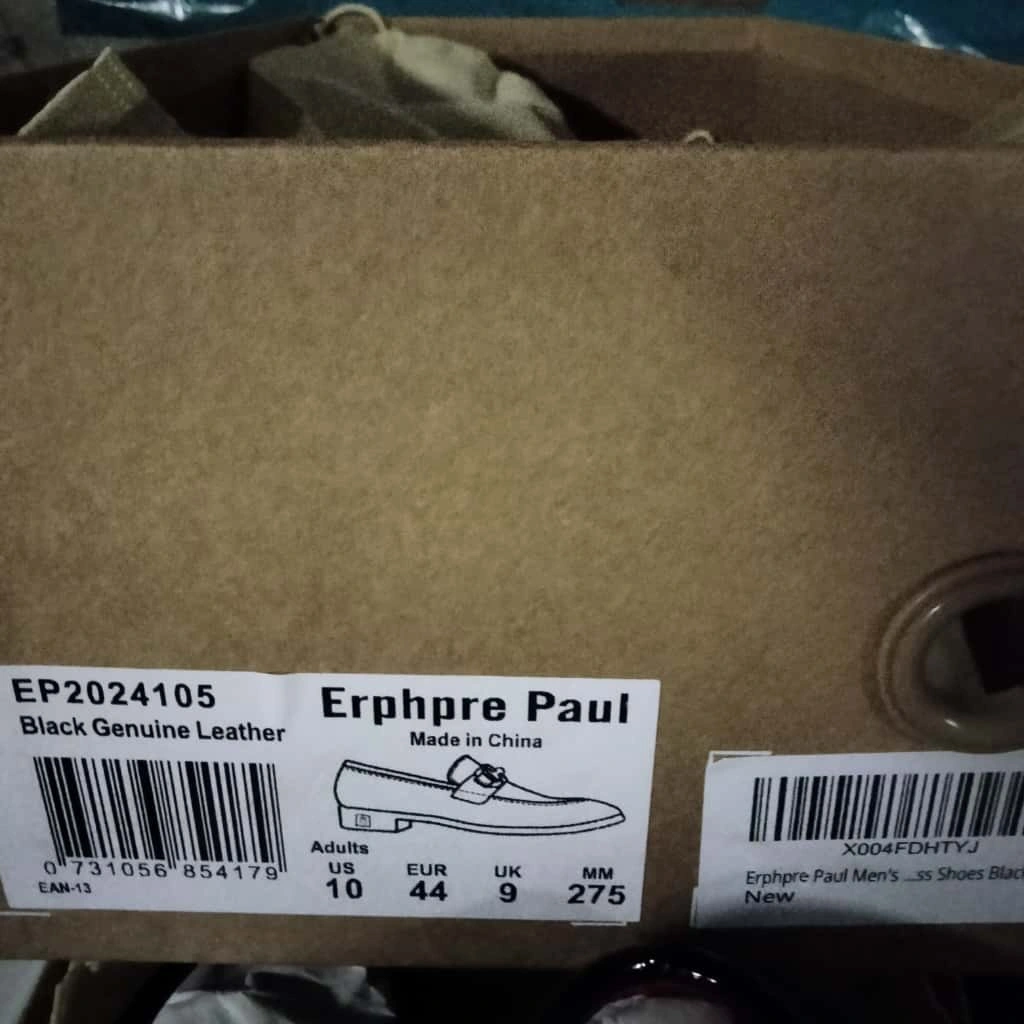 EP2024105
Black Genuine Leather
0 731056 854179
EAN-13
Erphpre Paul
Made in China
Adults
US EUR UK MM
10 44 9 275
X004FDHTYJ
Erphpre Paul Men's ...ss Shoes Black
New